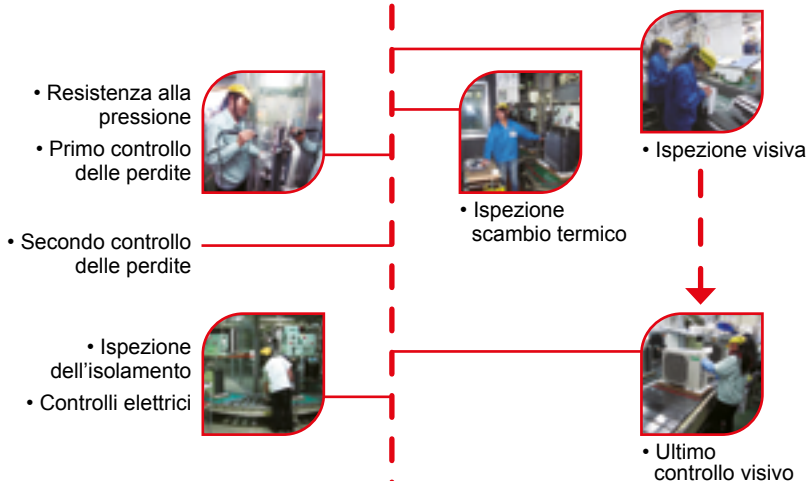 • Resistenza alla
pressione
• Primo controllo
delle perdite
• Secondo controllo
delle perdite
• Ispezione
dell'isolamento
• Controlli elettrici
• Ispezione
scambio termico
• Ispezione visiva
• Ultimo
controllo visivo